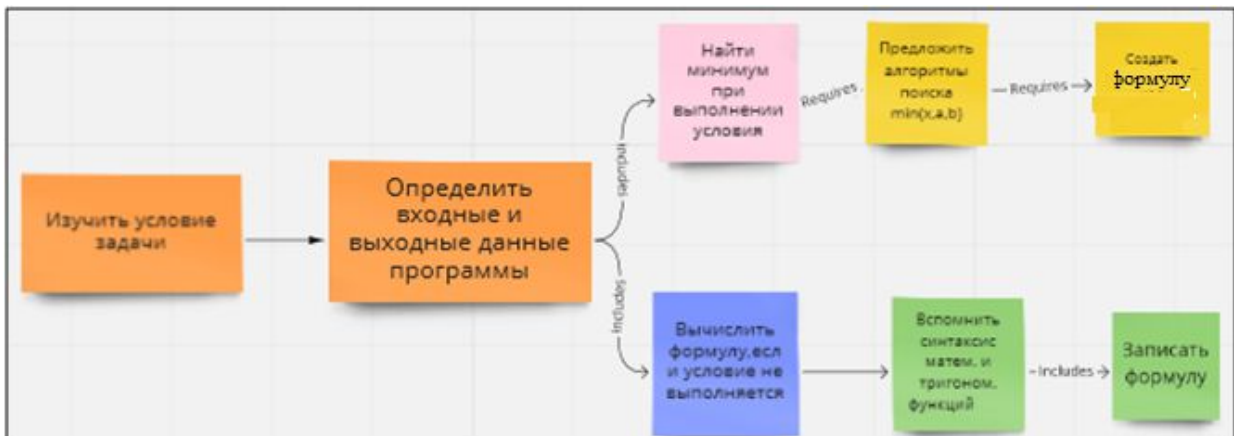 Изучить условие
задачи
Определить
входные и
выходные данные
программы
includes
Найти
минимум
при
выполнении
условия
Requires
Предложить
алгоритмы
поиска
min(x,a,b)
Requires
Создать
формулу
includes
Вычислить
формулу,есл
и условие не
выполняется
Вспомнить
синтаксис
матем. и
тригоном.
функций
Includes
Записать
формулу